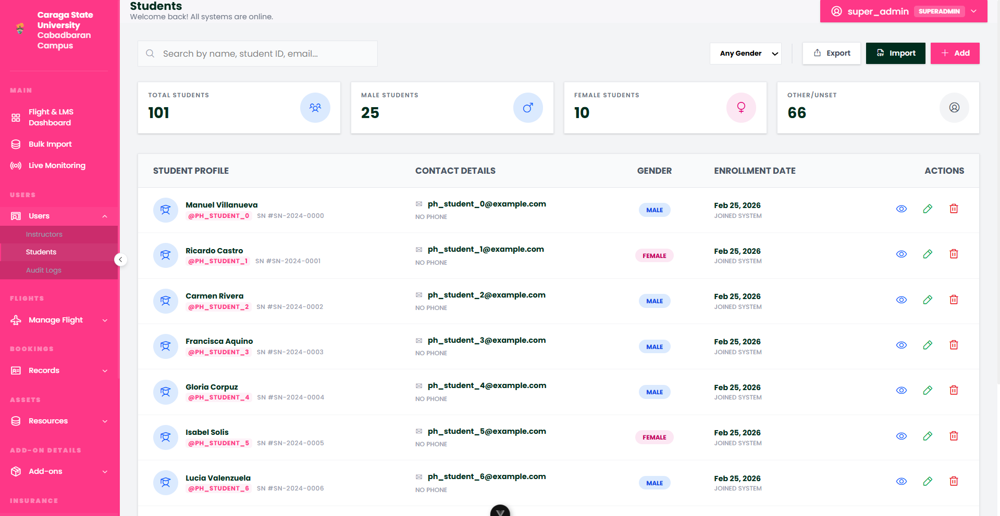 Caraga State
University
Cabadbaran
Campus
MAIN
Flight & LMS
Dashboard
Bulk Import
Live Monitoring
USERS
Users
Instructors
Students
Audit Logs
FLIGHTS
Manage Flight
BOOKINGS
Records
ASSETS
Resources
ADD-ON DETAILS
Add-ons
INSURANCE
Students
Welcome back! All systems are online.
super_admin SUPERADMIN
Search by name, student ID, email...
Any Gender
Export
CSV Import
Add
TOTAL STUDENTS
101
MALE STUDENTS
25
FEMALE STUDENTS
10
OTHER/UNSET
66
STUDENT PROFILE CONTACT DETAILS GENDER ENROLLMENT DATE ACTIONS
Manuel Villanueva
@PH_STUDENT_0 SN #SN-2024-0000
ph_student_0@example.com
NO PHONE
MALE
Feb 25, 2026
JOINED SYSTEM
Ricardo Castro
@PH_STUDENT_1 SN #SN-2024-0001
ph_student_1@example.com
NO PHONE
FEMALE
Feb 25, 2026
JOINED SYSTEM
Carmen Rivera
@PH_STUDENT_2 SN #SN-2024-0002
ph_student_2@example.com
NO PHONE
MALE
Feb 25, 2026
JOINED SYSTEM
Francisca Aquino
@PH_STUDENT_3 SN #SN-2024-0003
ph_student_3@example.com
NO PHONE
MALE
Feb 25, 2026
JOINED SYSTEM
Gloria Corpuz
@PH_STUDENT_4 SN #SN-2024-0004
ph_student_4@example.com
NO PHONE
MALE
Feb 25, 2026
JOINED SYSTEM
Isabel Solis
@PH_STUDENT_5 SN #SN-2024-0005
ph_student_5@example.com
NO PHONE
FEMALE
Feb 25, 2026
JOINED SYSTEM
Lucia Valenzuela
@PH_STUDENT_6 SN #SN-2024-0006
ph_student_6@example.com
NO PHONE
MALE
Feb 25, 2026
JOINED SYSTEM